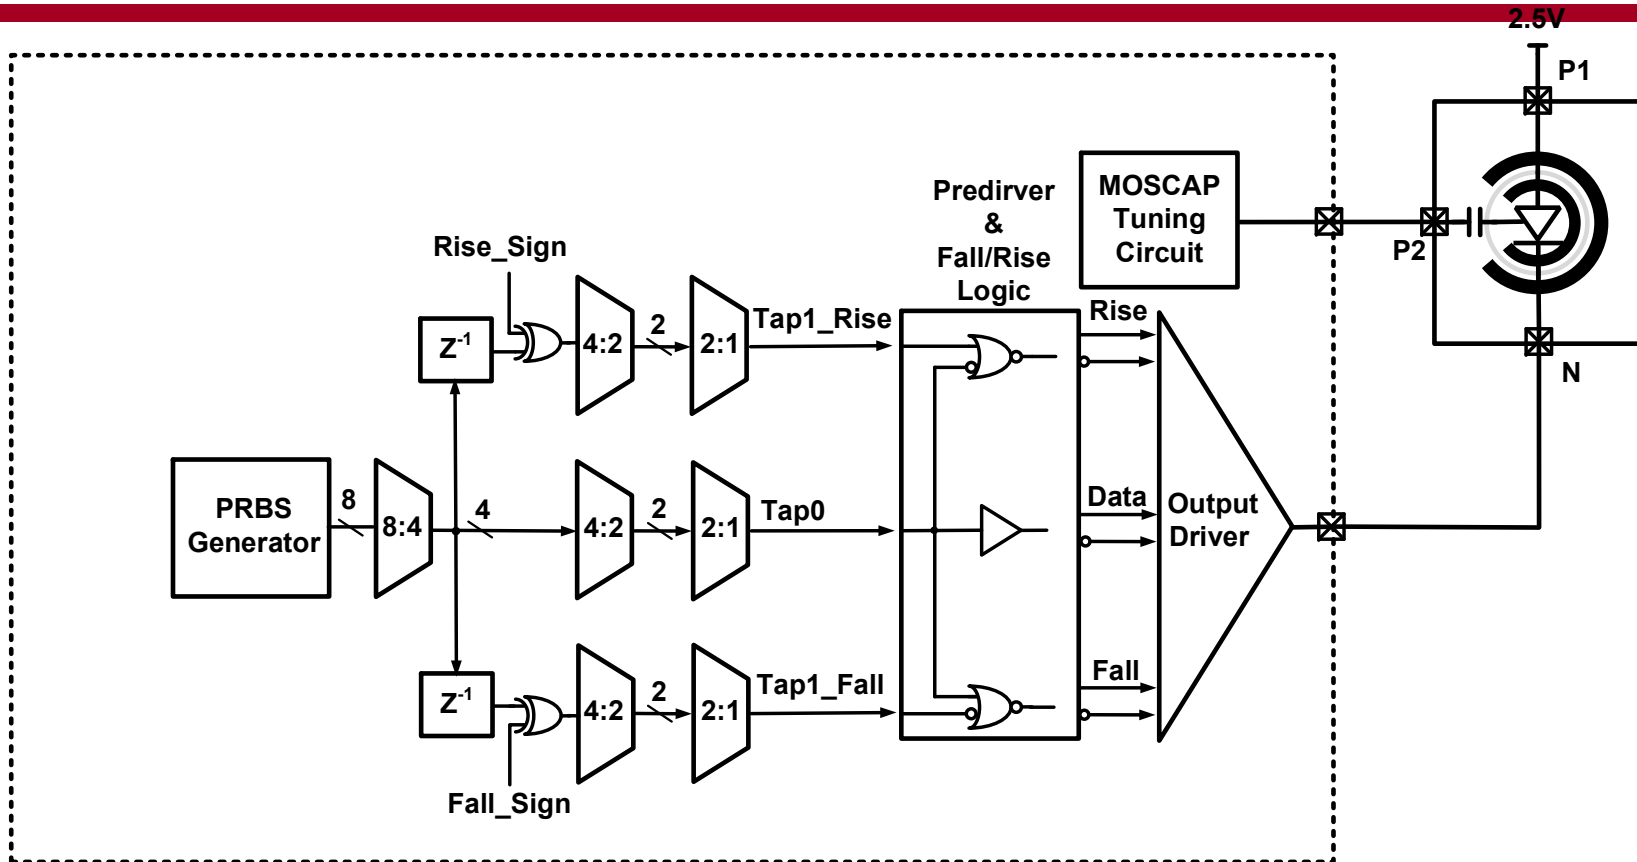 2.5V
P1
MOSCAP
Tuning
Circuit
P2
N
Predirver
&
Fall/Rise
Logic
Rise_Sign
Z-1
4:2
2
2:1
Tap1_Rise
Rise
PRBS
Generator
8
8:4
4
4:2
2
2:1
Tap0
Data
Output
Driver
Z-1
4:2
2
2:1
Tap1_Fall
Fall
Fall_Sign